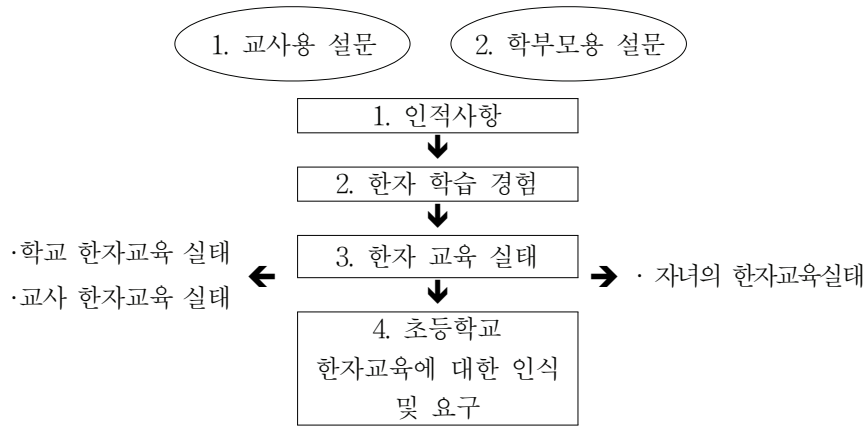 1. 교사용 설문
2. 학부모용 설문
1. 인적사항
2. 한자 학습 경험
3. 한자 교육 실태
·학교 한자교육 실태
·교사 한자교육 실태
· 자녀의 한자교육실태
4. 초등학교
한자교육에 대한 인식
및 요구